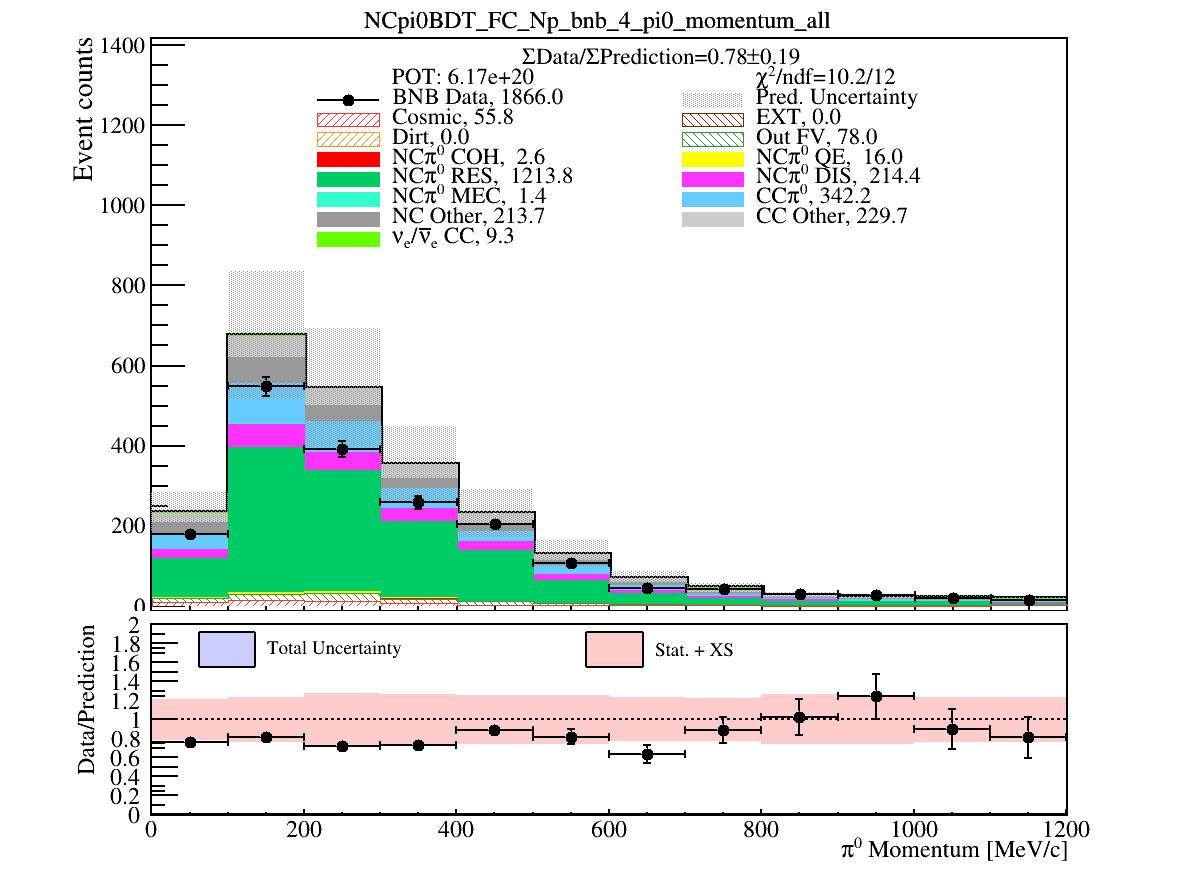 NCpi0BDT_FC_Np_bnb_4_pi0_momentum_all
ΣData/ΣPrediction=0.78±0.19
POT: 6.17e+20
χ²/ndf=10.2/12
BNB Data, 1866.0
Pred. Uncertainty
Cosmic, 55.8
EXT, 0.0
Dirt, 0.0
Out FV, 78.0
NCπ⁰ COH, 2.6
NCπ⁰ QE, 16.0
NCπ⁰ RES, 1213.8
NCπ⁰ DIS, 214.4
NCπ⁰ MEC, 1.4
CCπ⁰, 342.2
NC Other, 213.7
CC Other, 229.7
νₑ/ν̅ₑ CC, 9.3
Event counts
1400
1200
1000
800
600
400
200
0
Total Uncertainty
Stat. + XS
Data/Prediction
2
1.8
1.6
1.4
1.2
1
0.8
0.6
0.4
0.2
0
0 200 400 600 800 1000 1200
π⁰ Momentum [MeV/c]